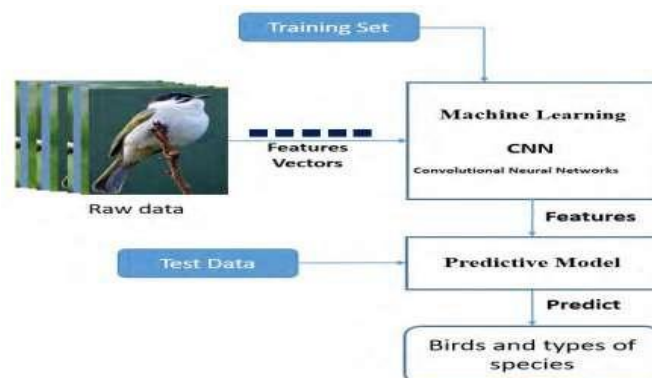 Training Set
Machine Learning
CNN
Convolutional Neural Networks
Features
Vectors
Raw data
Features
Test Data
Predictive Model
Predict
Birds and types of
species